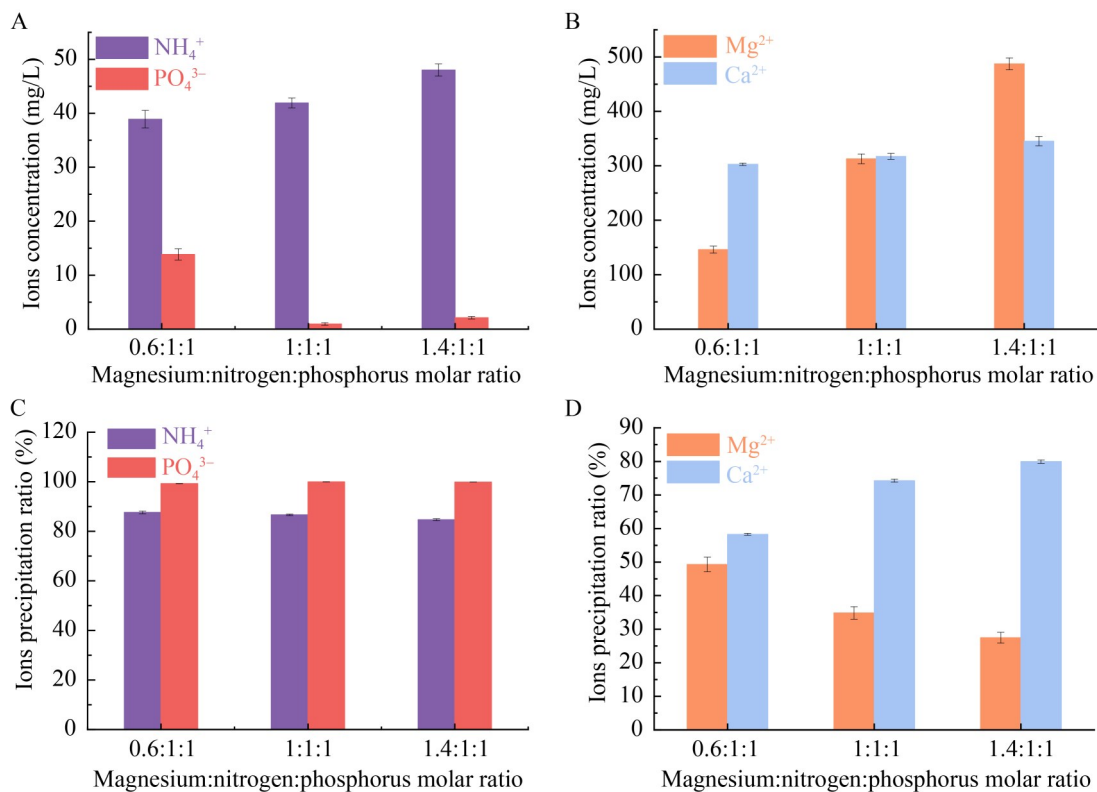 A
NH₄⁺
PO₄³⁻
Ions concentration (mg/L)
50
40
30
20
10
0
0.6:1:1 1:1:1 1.4:1:1
Magnesium:nitrogen:phosphorus molar ratio
B
Mg²⁺
Ca²⁺
Ions concentration (mg/L)
500
400
300
200
100
0
0.6:1:1 1:1:1 1.4:1:1
Magnesium:nitrogen:phosphorus molar ratio
C
NH₄⁺
PO₄³⁻
Ions precipitation ratio (%)
120
100
80
60
40
20
0
0.6:1:1 1:1:1 1.4:1:1
Magnesium:nitrogen:phosphorus molar ratio
D
Mg²⁺
Ca²⁺
Ions precipitation ratio (%)
90
80
70
60
50
40
30
20
10
0
0.6:1:1 1:1:1 1.4:1:1
Magnesium:nitrogen:phosphorus molar ratio